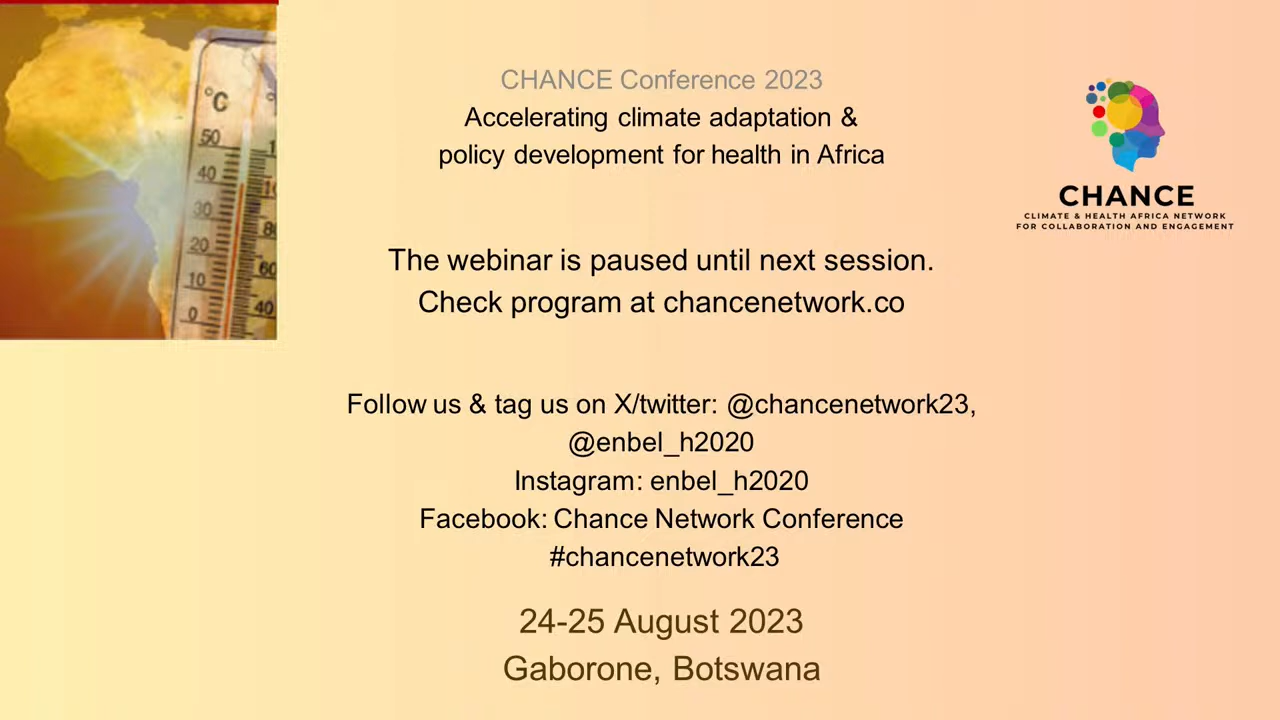 CHANCE Conference 2023
Accelerating climate adaptation &
policy development for health in Africa
CHANCE
CLIMATE & HEALTH AFRICA NETWORK
FOR COLLABORATION AND ENGAGEMENT
°C
50
40
30
20
10
0
80
60
40
The webinar is paused until next session.
Check program at chancenetwork.co
Follow us & tag us on X/twitter: @chancenetwork23,
@enbel_h2020
Instagram: enbel_h2020
Facebook: Chance Network Conference
#chancenetwork23
24-25 August 2023
Gaborone, Botswana